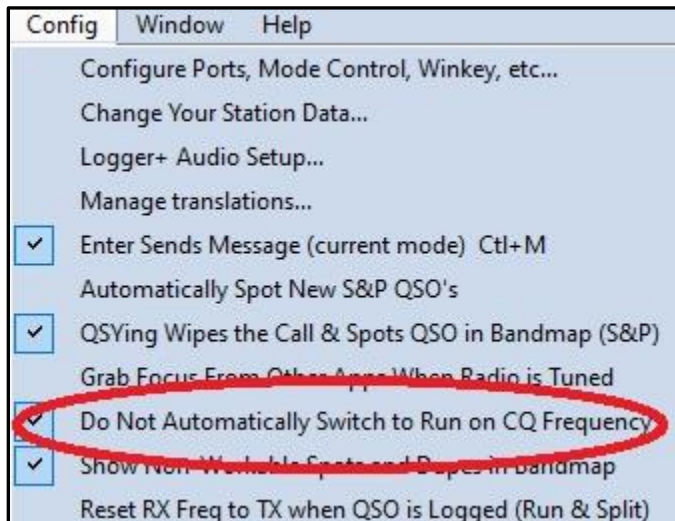 Config Window Help
Configure Ports, Mode Control, Winkey, etc...
Change Your Station Data...
Logger+ Audio Setup...
Manage translations...
Enter Sends Message (current mode) Ctl+M
Automatically Spot New S&P QSO's
QSYing Wipes the Call & Spots QSO in Bandmap (S&P)
Grab Focus From Other Apps When Radio is Tuned
Do Not Automatically Switch to Run on CQ Frequency
Show Non-Workable Spots and Dupes in Bandmap
Reset RX Freq to TX when QSO is Logged (Run & Split)